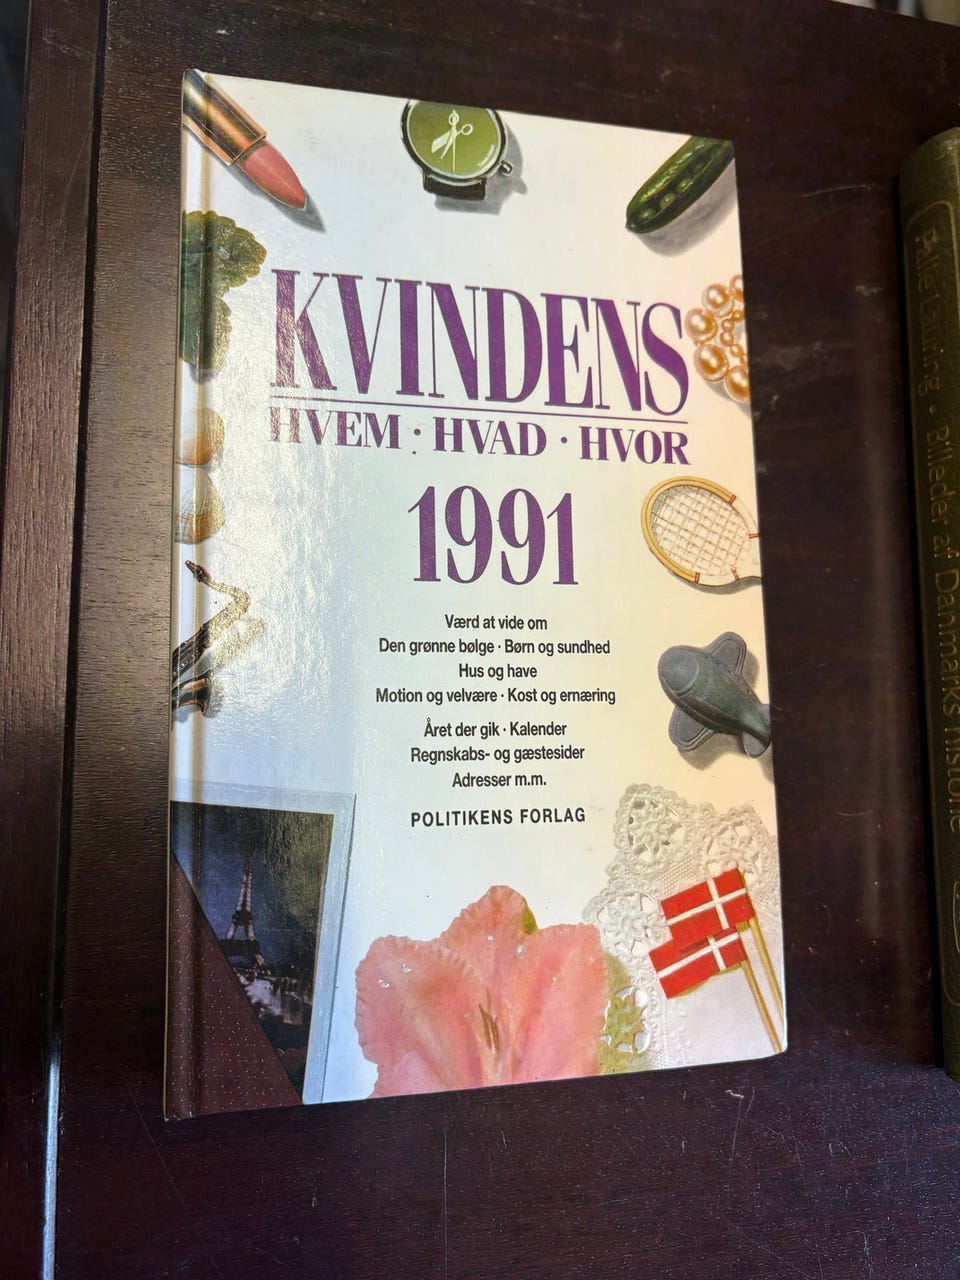 KVINDENS
HVEM · HVAD · HVOR
1991
Værd at vide om
Den grønne bølge · Børn og sundhed
Hus og have
Motion og velvære · Kost og ernæring
Året der gik · Kalender
Regnskabs- og gæstesider
Adresser m.m.
POLITIKENS FORLAG
Palle Lauring · Billeder af Danmarks historie